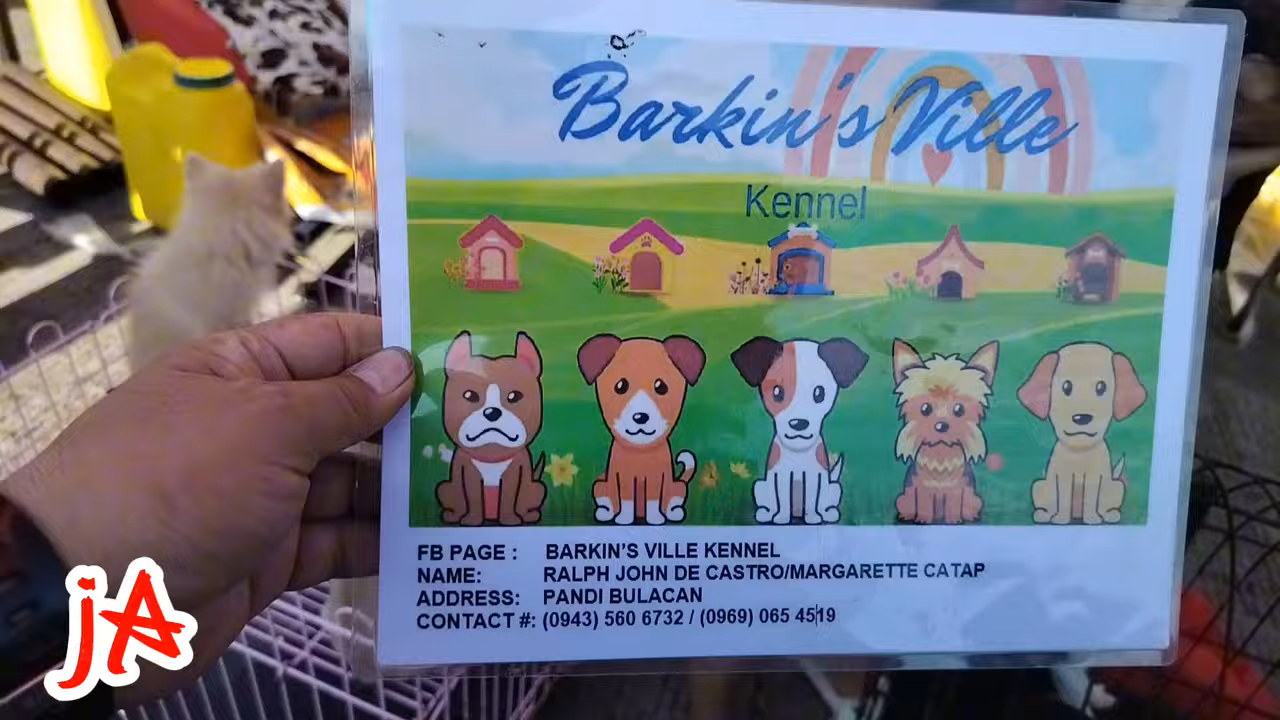 Barkin's Ville
Kennel
FB PAGE : BARKIN'S VILLE KENNEL
NAME: RALPH JOHN DE CASTRO/MARGARETTE CATAP
ADDRESS: PANDI BULACAN
CONTACT #: (0943) 560 6732 / (0969) 065 4519
jA